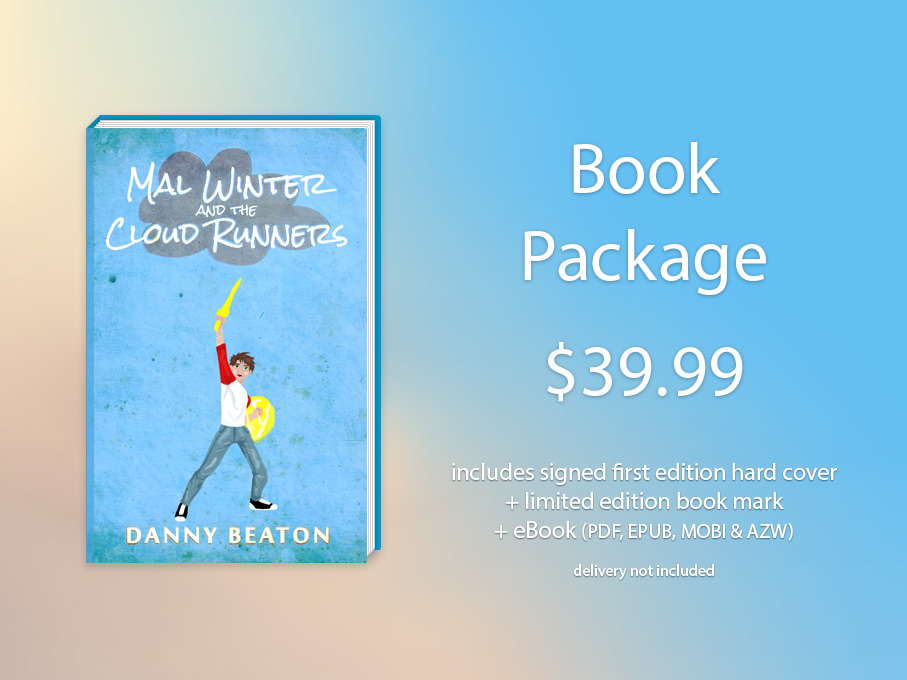 MAL WINTER
AND THE
CLOUD RUNNERS
DANNY BEATON
Book
Package
$39.99
includes signed first edition hard cover
+ limited edition book mark
+ eBook (PDF, EPUB, MOBI & AZW)
delivery not included